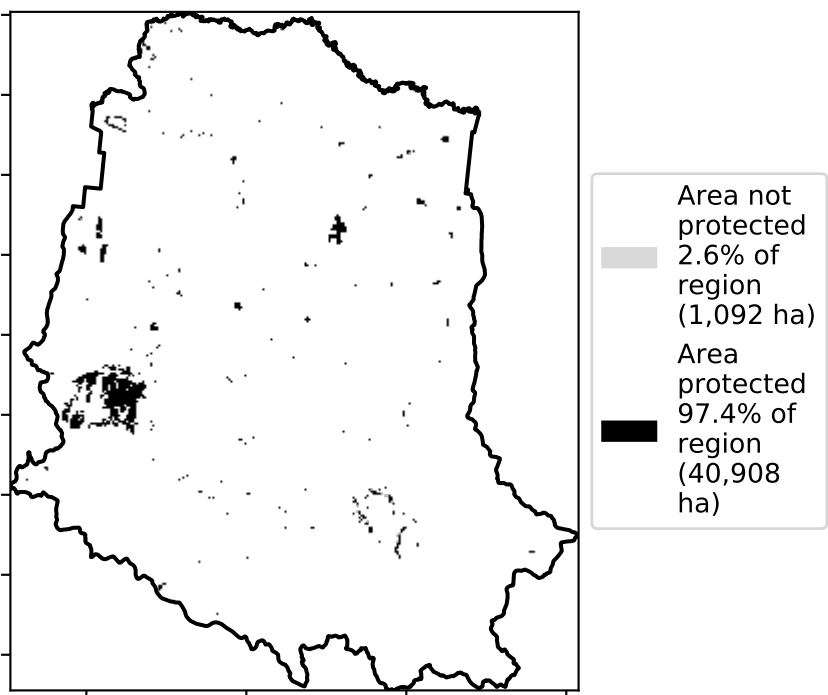 Area not
protected
2.6% of
region
(1,092 ha)
Area
protected
97.4% of
region
(40,908
ha)